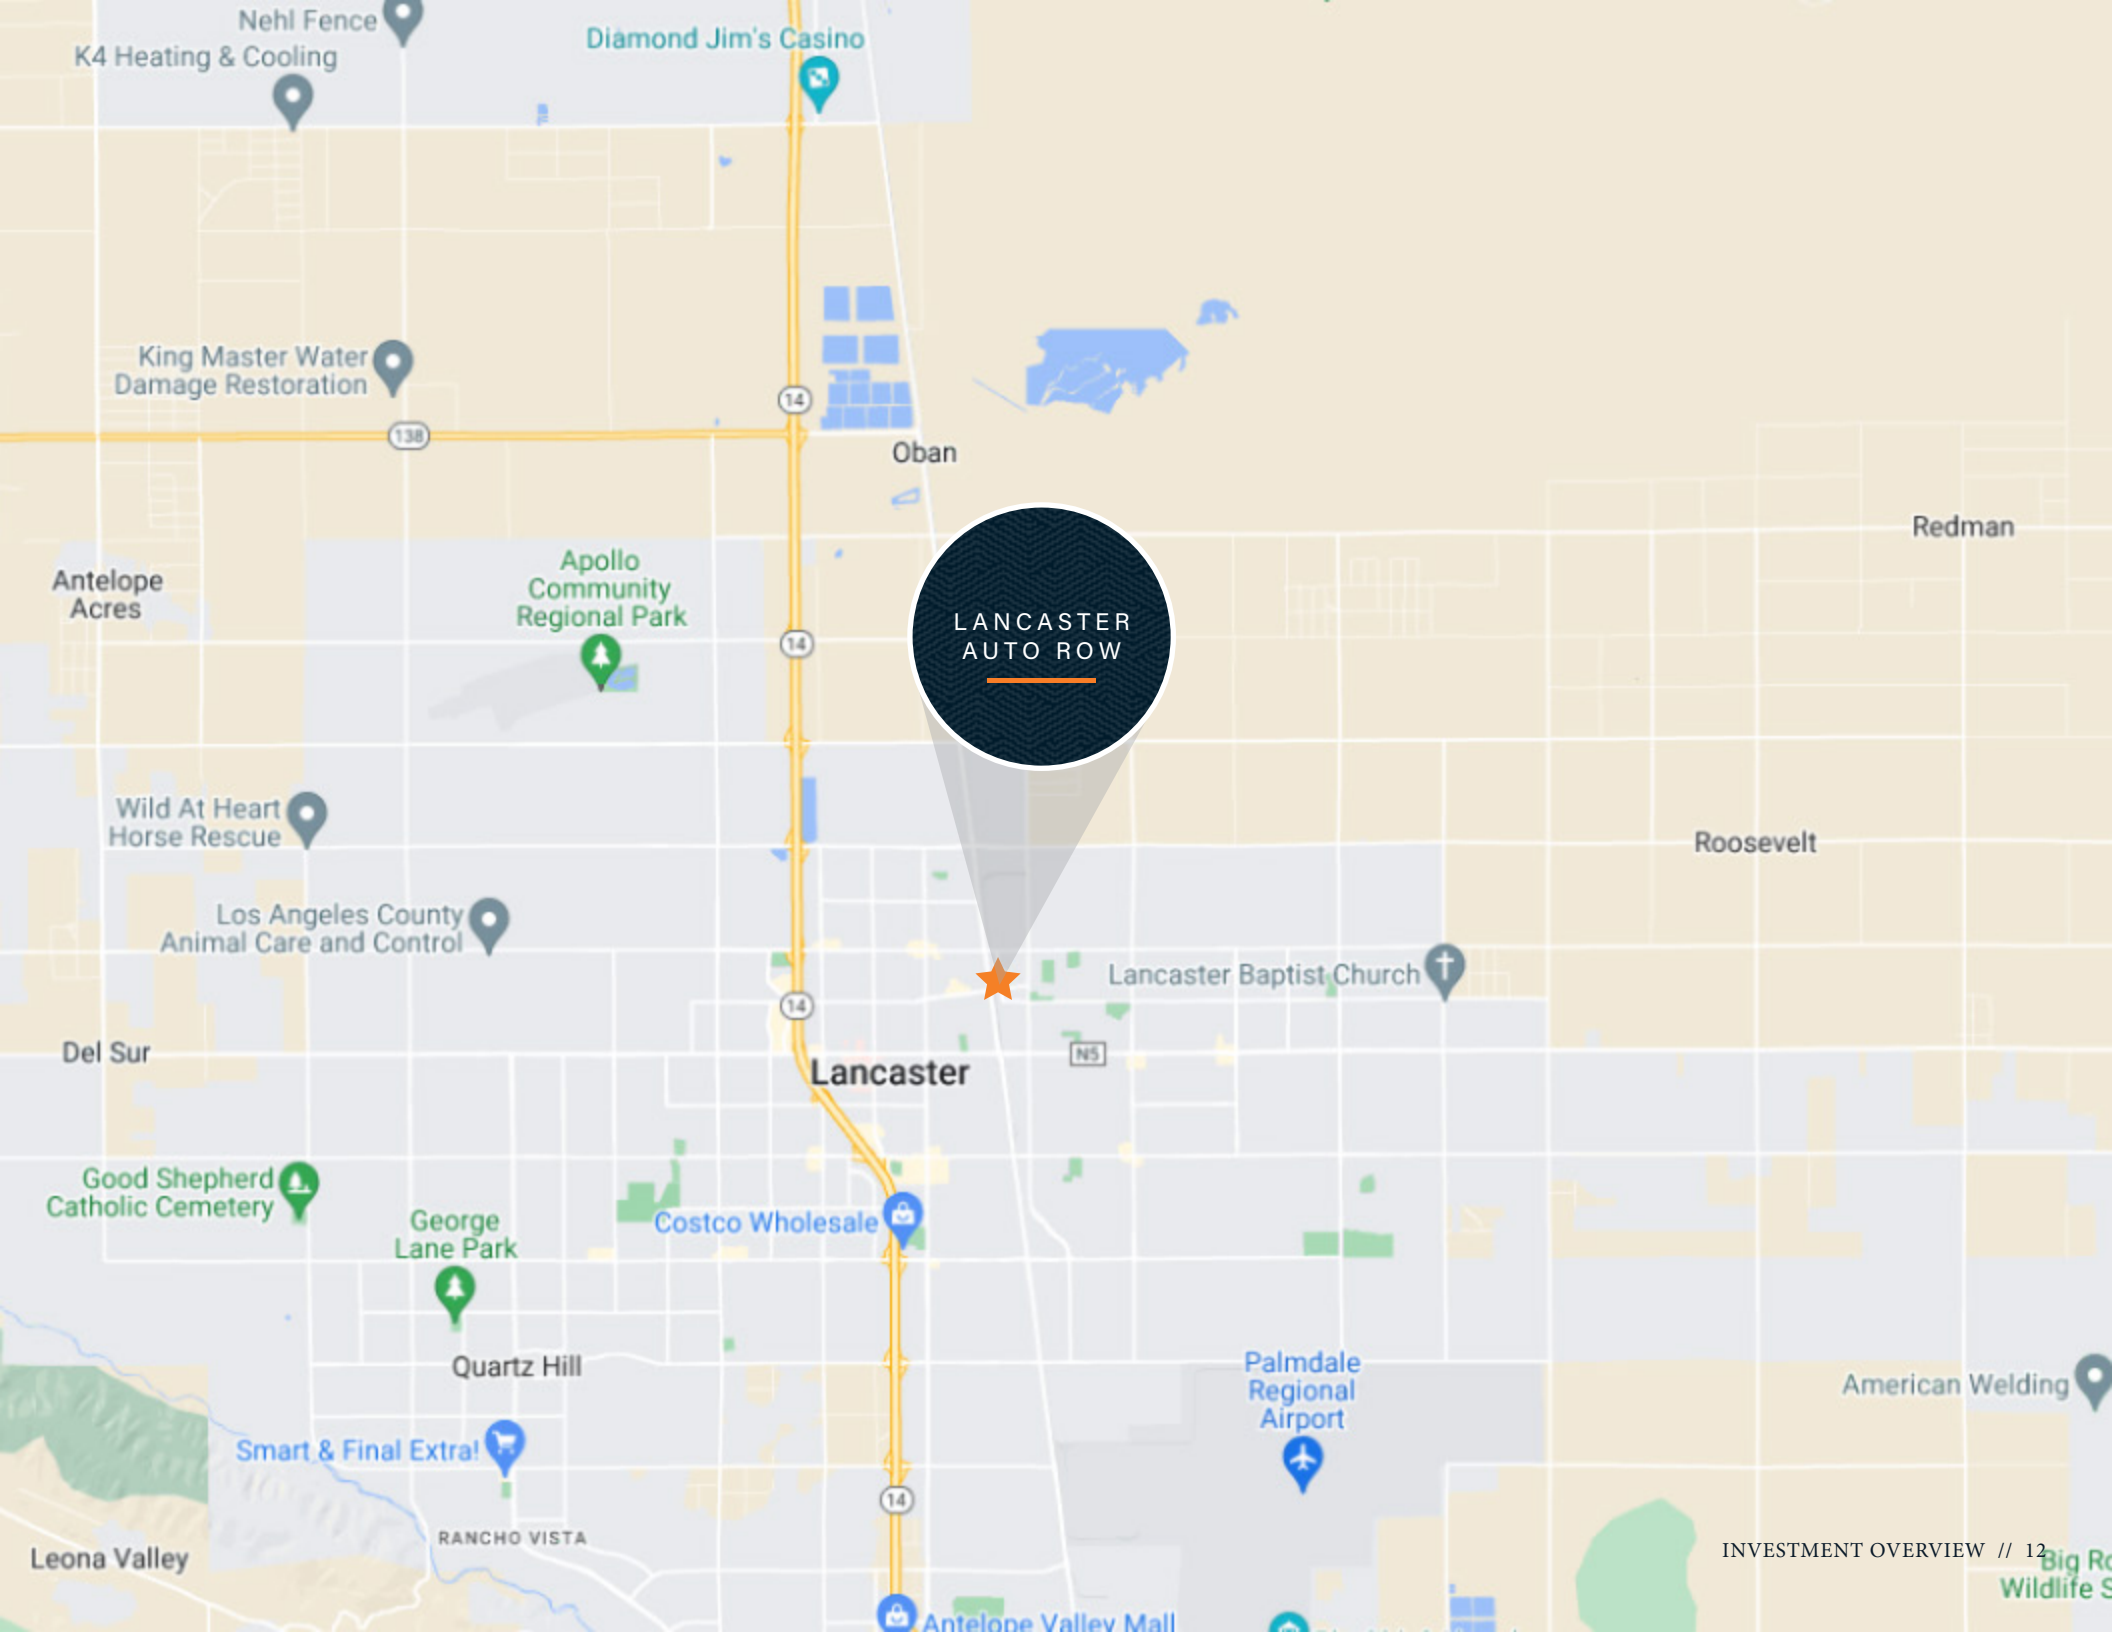 Nehl Fence
Diamond Jim's Casino
K4 Heating & Cooling
King Master Water
Damage Restoration
14
138
Oban
Redman
Antelope
Acres
Apollo
Community
Regional Park
LANCASTER
AUTO ROW
14
Wild At Heart
Horse Rescue
Roosevelt
Los Angeles County
Animal Care and Control
Lancaster Baptist Church
14
Del Sur
N5
Lancaster
Good Shepherd
Catholic Cemetery
George
Lane Park
Costco Wholesale
Quartz Hill
Palmdale
Regional
Airport
American Welding
Smart & Final Extra!
14
RANCHO VISTA
Leona Valley
INVESTMENT OVERVIEW // 12
Big Ro
Wildlife S
Antelope Valley Mall